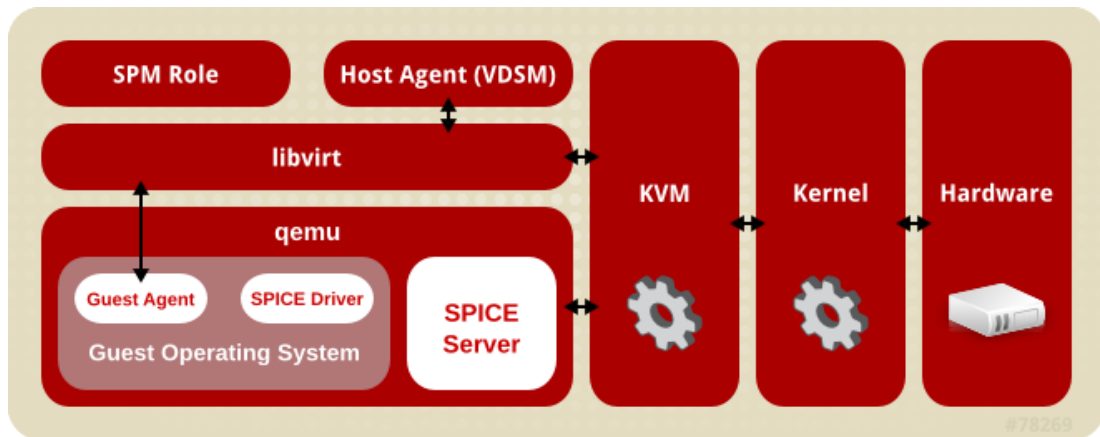 SPM Role
Host Agent (VDSM)
libvirt
KVM
Kernel
Hardware
qemu
Guest Agent
SPICE Driver
SPICE
Server
Guest Operating System
#78269